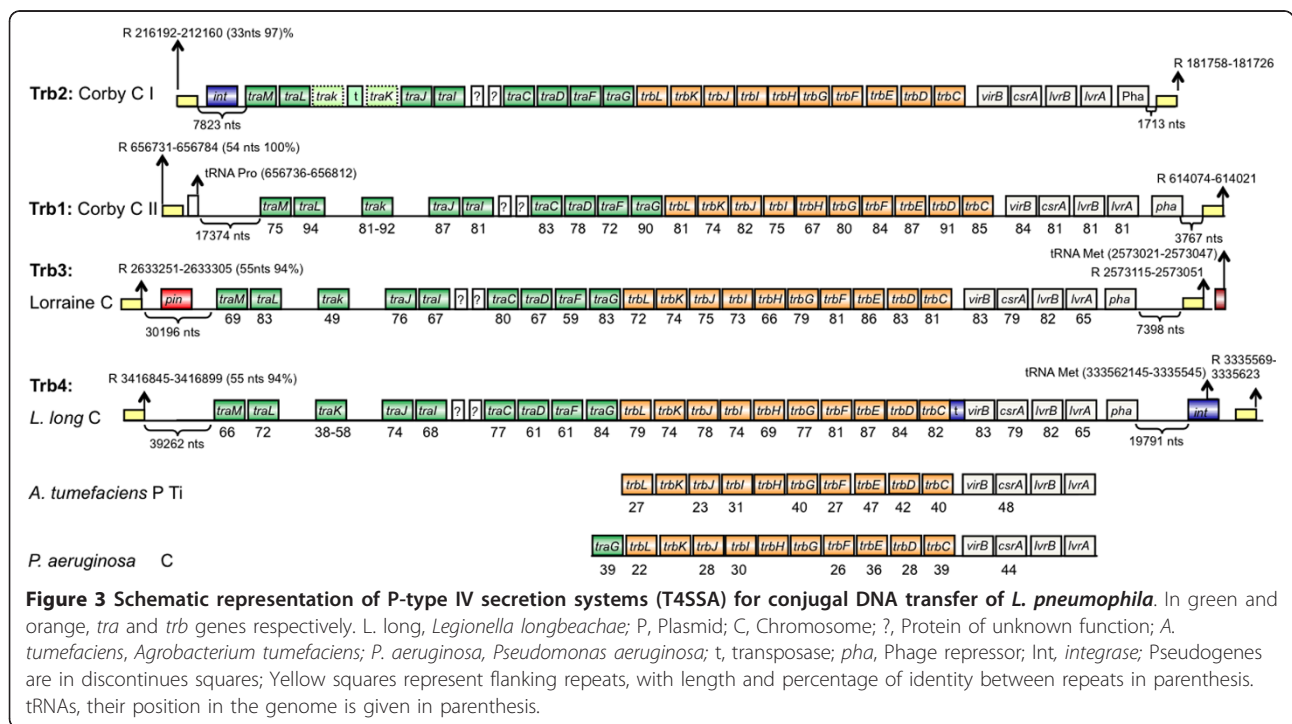 R 216192-212160 (33nts 97)%
R 181758-181726
Trb2: Corby C I
int traM traL trak t traK traJ traI ? ? traC traD traF traG trbL trbK trbJ trbI trbH trbG trbF trbE trbD trbC virB csrA lvrB lvrA Pha
7823 nts
1713 nts
R 656731-656784 (54 nts 100%)
tRNA Pro (656736-656812)
R 614074-614021
Trb1: Corby C II
traM traL trak traJ traI ? ? traC traD traF traG trbL trbK trbJ trbI trbH trbG trbF trbE trbD trbC virB csrA lvrB lvrA pha
17374 nts
75 94 81-92 87 81 83 78 72 90 81 74 82 75 67 80 84 87 91 85 84 81 81 81
3767 nts
tRNA Met (2573021-2573047)
Trb3:
R 2633251-2633305 (55nts 94%)
R 2573115-2573051
Lorraine C
pin traM traL trak traJ traI ? ? traC traD traF traG trbL trbK trbJ trbI trbH trbG trbF trbE trbD trbC virB csrA lvrB lvrA pha
30196 nts
69 83 49 76 67 80 67 59 83 72 74 75 73 66 79 81 86 83 81 83 79 82 65
7398 nts
Trb4:
R 3416845-3416899 (55 nts 94%)
tRNA Met (333562145-3335545)
R 3335569-
3335623
L. long C
traM traL traK traJ traI ? ? traC traD traF traG trbL trbK trbJ trbI trbH trbG trbF trbE trbD trbC t virB csrA lvrB lvrA pha int
39262 nts
66 72 38-58 74 68 77 61 61 84 79 74 78 74 69 77 81 87 84 82 83 79 82 65
19791 nts
A. tumefaciens P Ti
trbL trbK trbJ trbI trbH trbG trbF trbE trbD trbC virB csrA lvrB lvrA
27 23 31 40 27 47 42 40 48
P. aeruginosa C
traG trbL trbK trbJ trbI trbH trbG trbF trbE trbD trbC virB csrA lvrB lvrA
39 22 28 30 26 36 28 39 44
Figure 3 Schematic representation of P-type IV secretion systems (T4SSA) for conjugal DNA transfer of L. pneumophila. In green and
orange, tra and trb genes respectively. L. long, Legionella longbeachae; P, Plasmid; C, Chromosome; ?, Protein of unknown function; A.
tumefaciens, Agrobacterium tumefaciens; P. aeruginosa, Pseudomonas aeruginosa; t, transposase; pha, Phage repressor; Int, integrase; Pseudogenes
are in discontinues squares; Yellow squares represent flanking repeats, with length and percentage of identity between repeats in parenthesis.
tRNAs, their position in the genome is given in parenthesis.